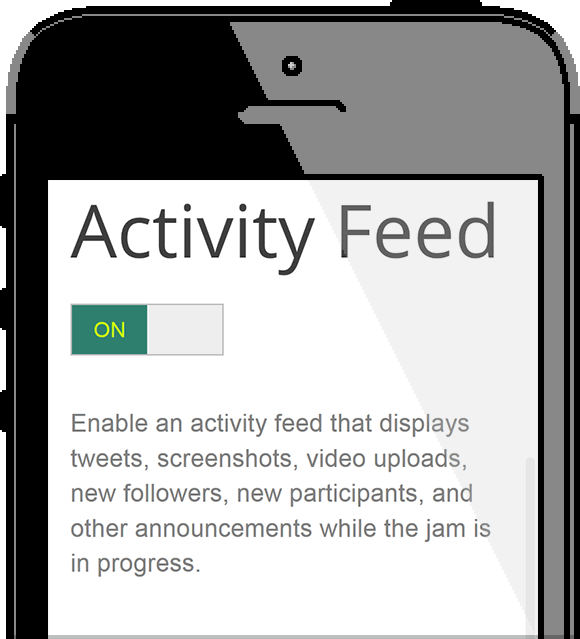 Activity Feed
ON
Enable an activity feed that displays
tweets, screenshots, video uploads,
new followers, new participants, and
other announcements while the jam is
in progress.